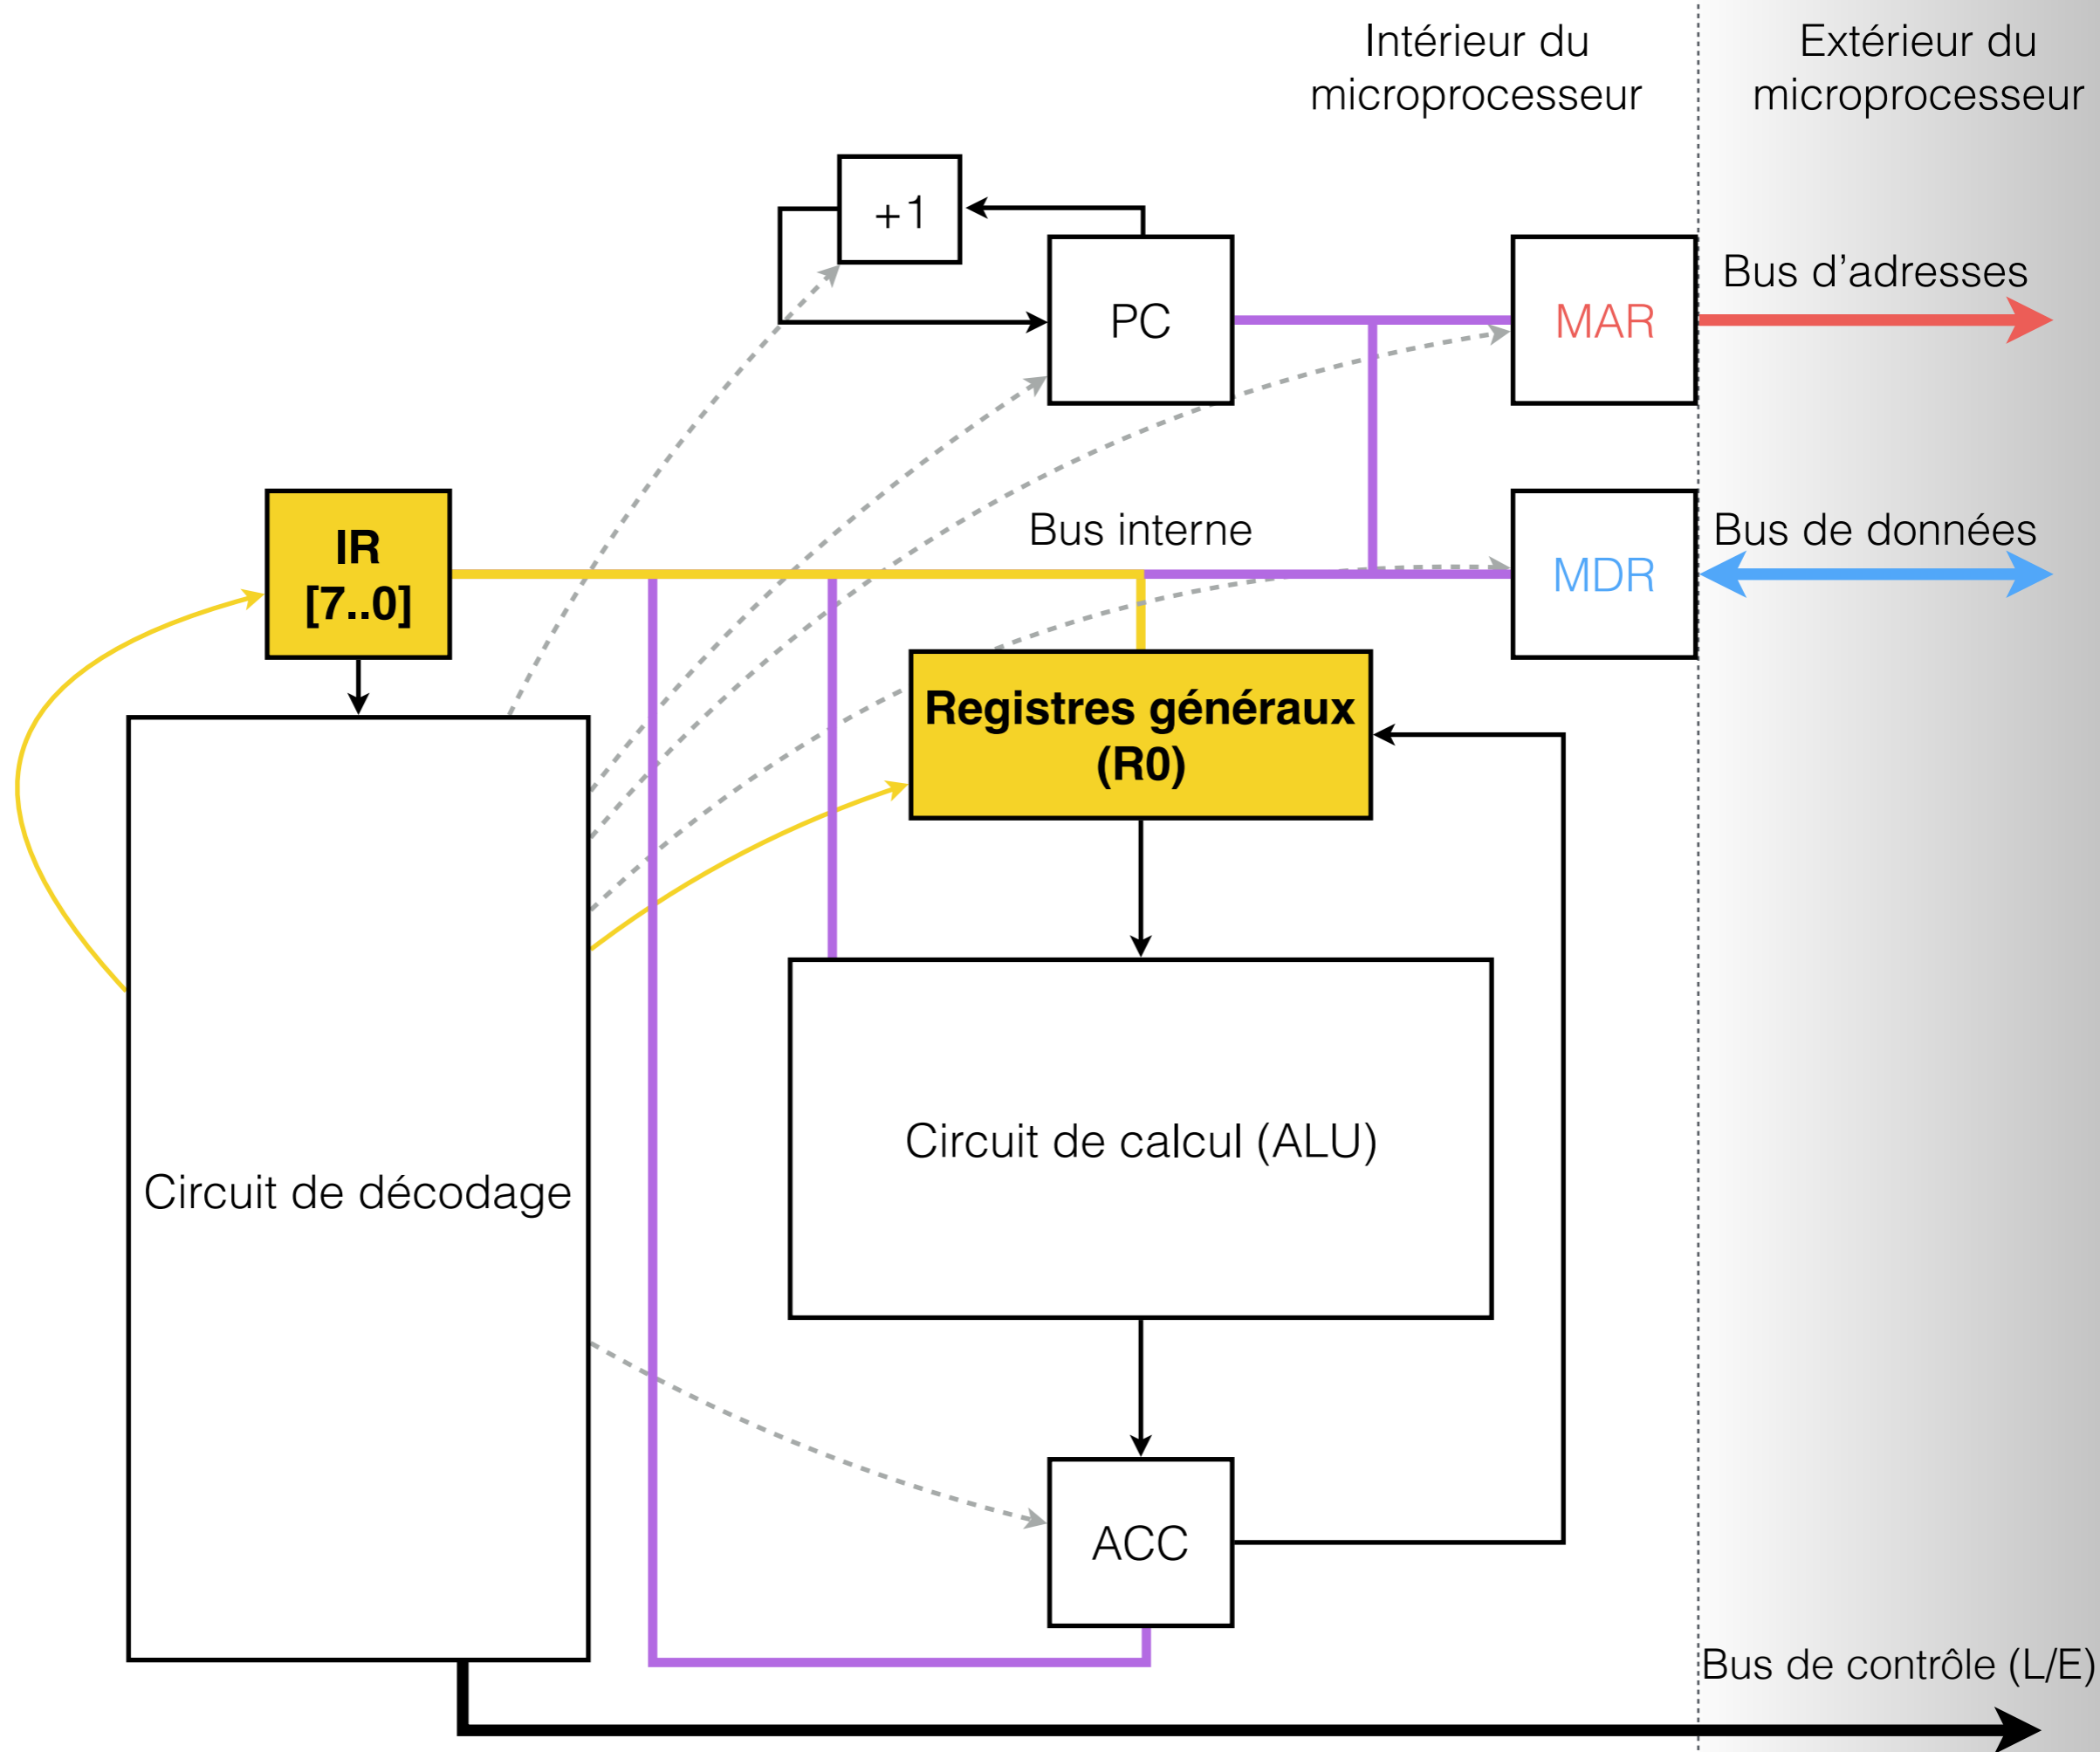 Intérieur du
microprocesseur
Extérieur du
microprocesseur
+1
PC
MAR
Bus d’adresses
IR
[7..0]
Bus interne
MDR
Bus de données
Registres généraux
(R0)
Circuit de calcul (ALU)
Circuit de décodage
ACC
Bus de contrôle (L/E)